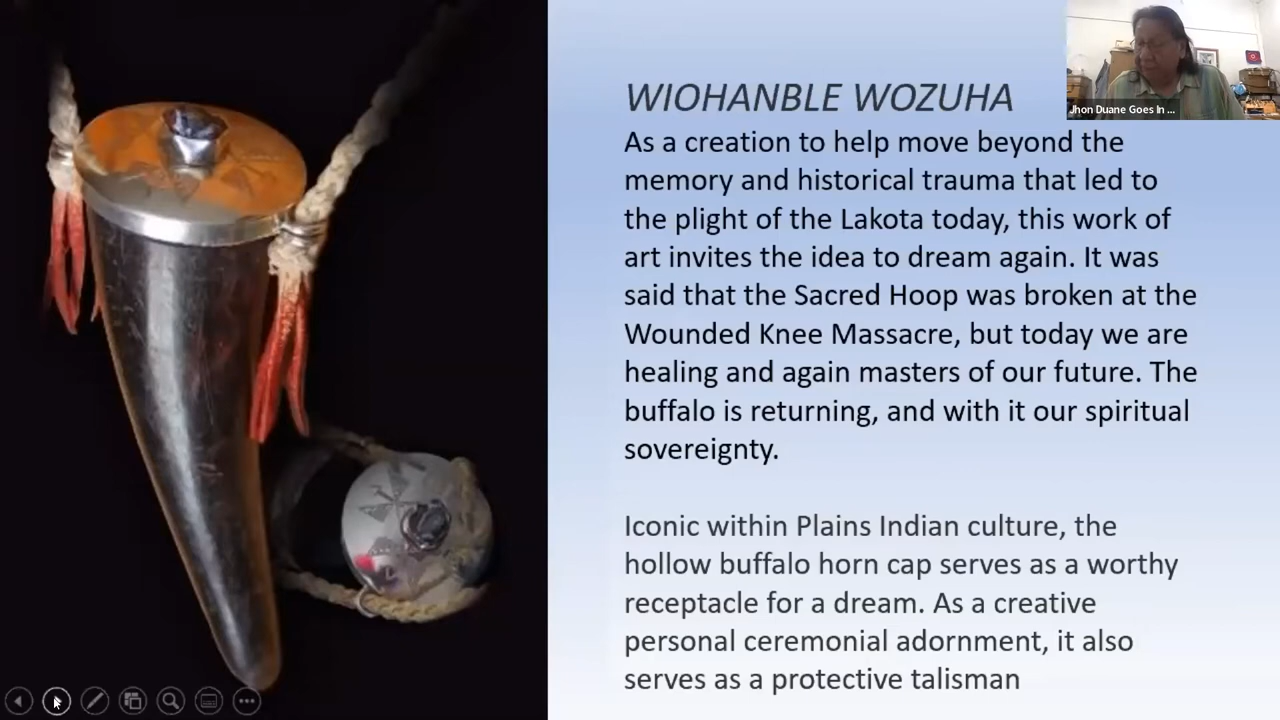 WIOHANBLE WOZUHA
As a creation to help move beyond the
memory and historical trauma that led to
the plight of the Lakota today, this work of
art invites the idea to dream again. It was
said that the Sacred Hoop was broken at the
Wounded Knee Massacre, but today we are
healing and again masters of our future. The
buffalo is returning, and with it our spiritual
sovereignty.
Iconic within Plains Indian culture, the
hollow buffalo horn cap serves as a worthy
receptacle for a dream. As a creative
personal ceremonial adornment, it also
serves as a protective talisman
Jhon Duane Goes In ...